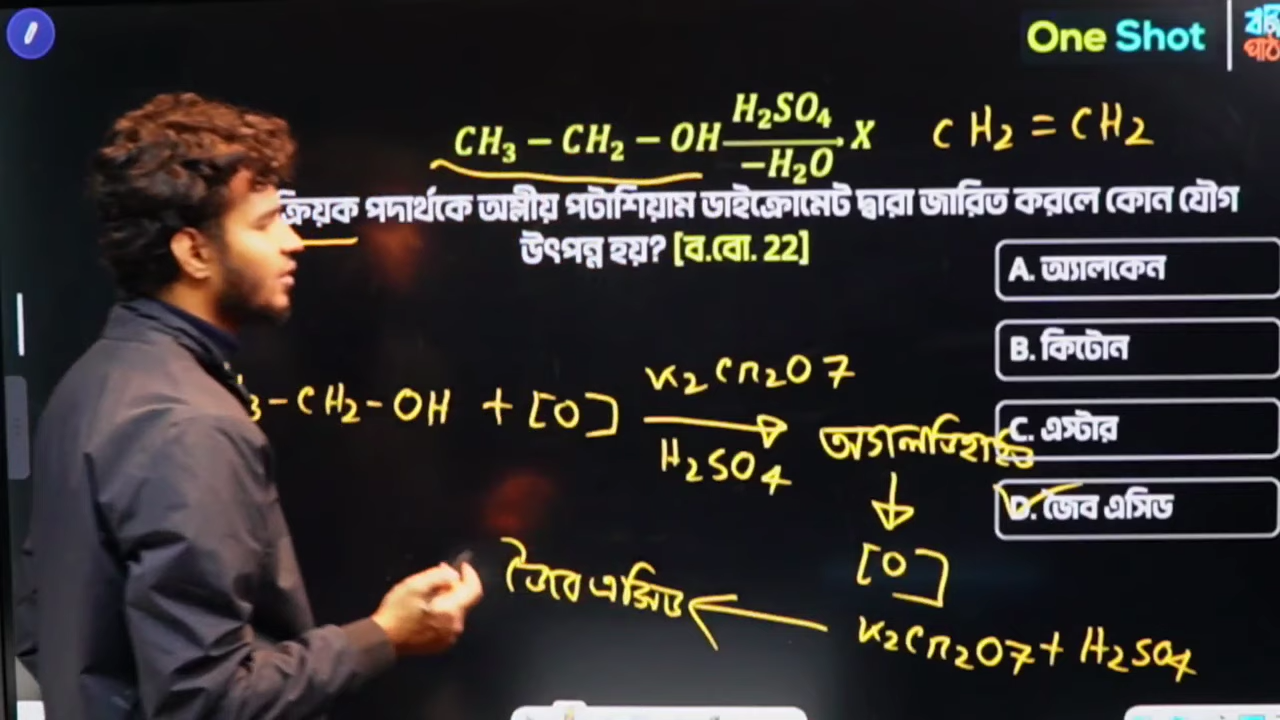 One Shot
CH₃ – CH₂ – OH H₂SO₄ / –H₂O X CH₂ = CH₂
ক্রিয়ক পদার্থকে অম্লীয় পটাশিয়াম ডাইক্রোমেট দ্বারা জারিত করলে কোন যৌগ
উৎপন্ন হয়? [ব.বো. 22]
A. অ্যালকেন
B. কিটোন
C. এস্টার
D. জৈব এসিড
3-CH2-OH + [O] K2Cr2O7 → H2SO4 অ্যালডিহাইড
↓
[O]
K2Cr2O7 + H2SO4
জৈব এসিড ←